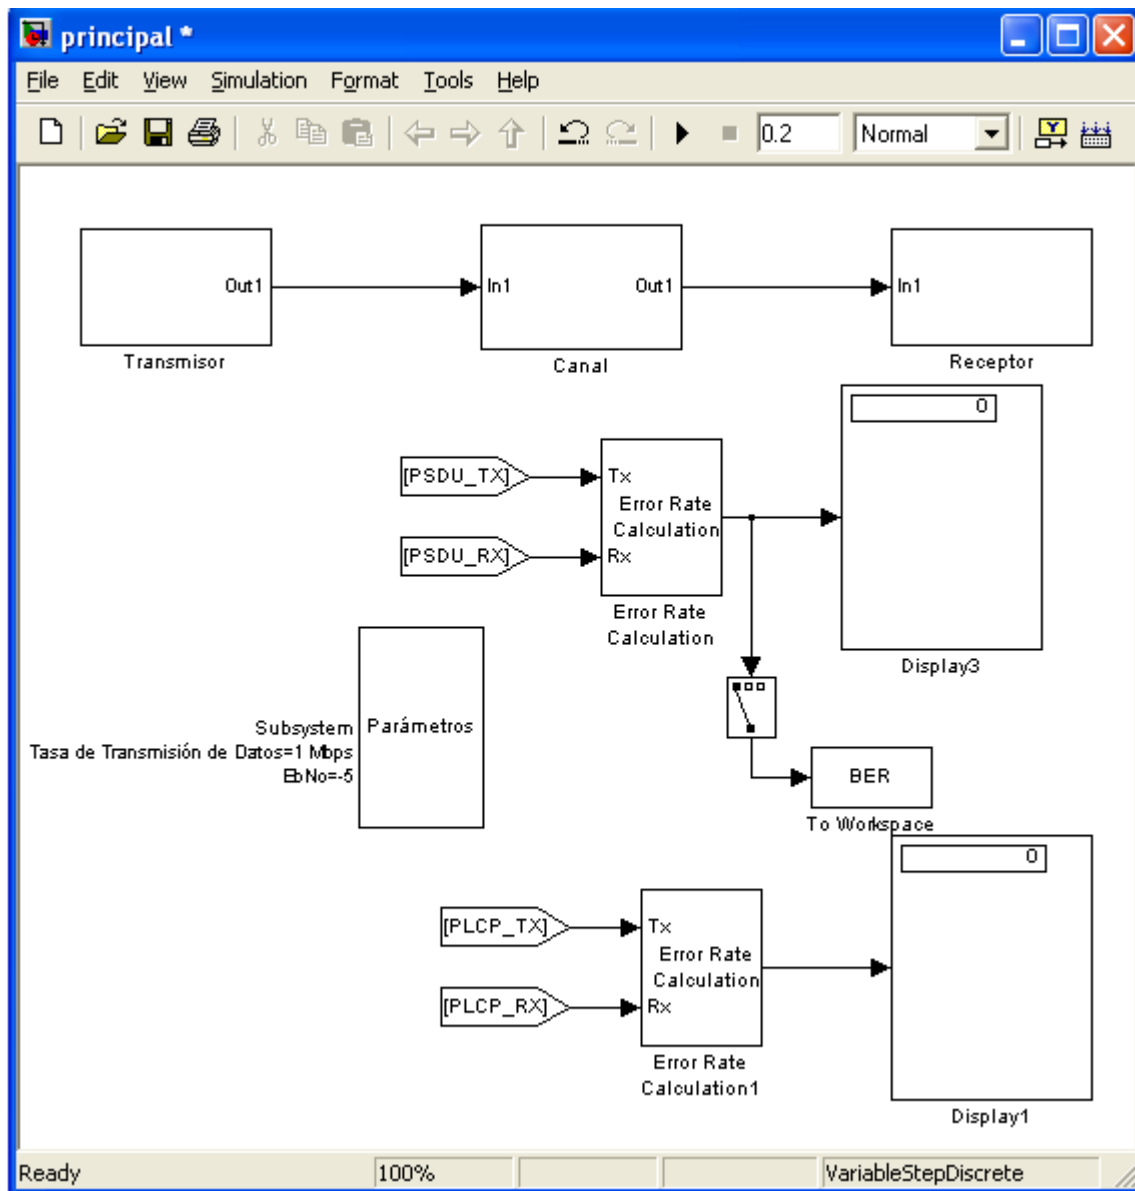 principal *
File Edit View Simulation Format Tools Help
0.2 Normal
Out1 In1 Out1 In1
Transmisor Canal Receptor
0
[PSDU_TX] Tx
Error Rate
Calculation
[PSDU_RX] Rx
Error Rate
Calculation
Display3
Parámetros
Subsystem
Tasa de Transmisión de Datos=1 Mbps
EbNo=-5
BER
To Workspace
0
[PLCP_TX] Tx
Error Rate
Calculation
[PLCP_RX] Rx
Error Rate
Calculation1
Display1
Ready 100% VariableStepDiscrete